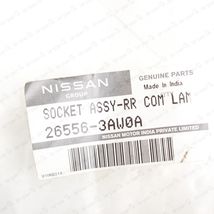 NISSAN
GROUP
GENUINE PARTS
Made in India
SOCKET ASSY-RR COM LAM
26556-3AW0A
NISSAN MOTOR INDIA PRIVATE LIMITED